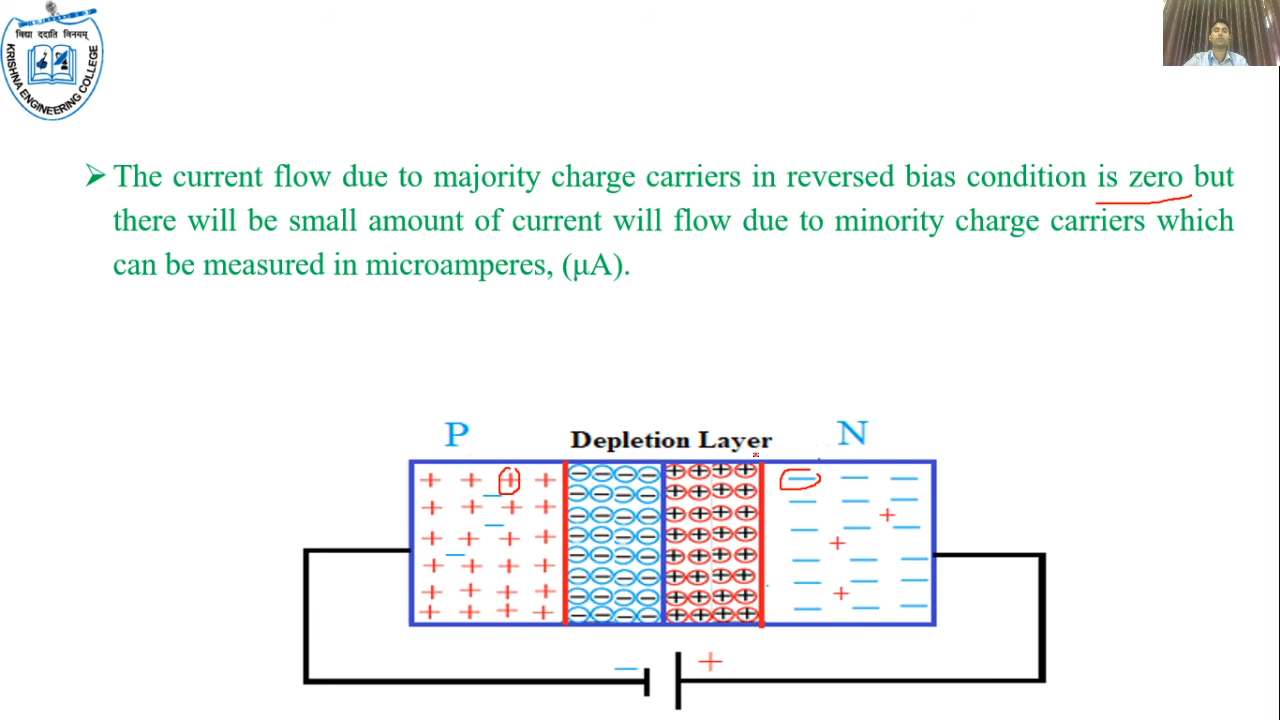 विद्या ददाति विनयम्
KRISHNA ENGINEERING COLLEGE
➢ The current flow due to majority charge carriers in reversed bias condition is zero but
there will be small amount of current will flow due to minority charge carriers which
can be measured in microamperes, (μA).
P Depletion Layer N